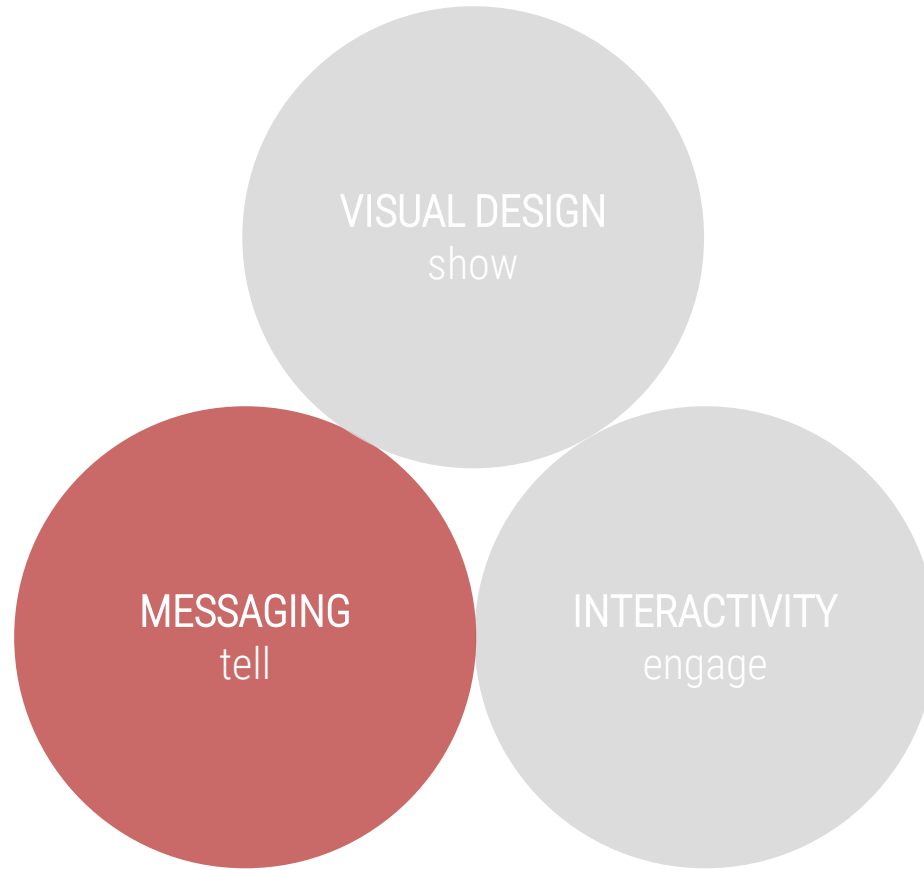 VISUAL DESIGN
show
MESSAGING
tell
INTERACTIVITY
engage